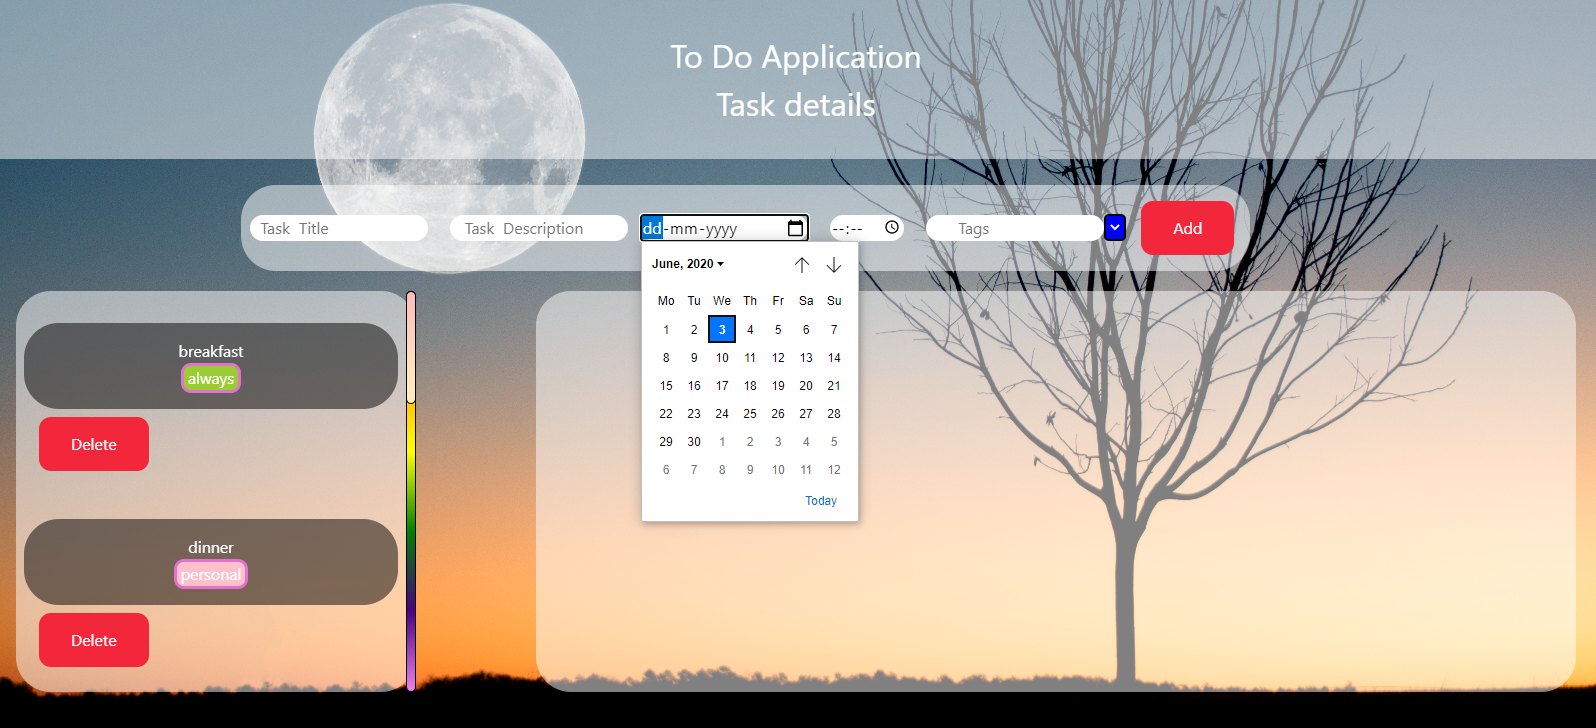 To Do Application
Task details
Task Title Task Description dd-mm-yyyy --:-- Tags Add
June, 2020
Mo Tu We Th Fr Sa Su
1 2 3 4 5 6 7
8 9 10 11 12 13 14
15 16 17 18 19 20 21
22 23 24 25 26 27 28
29 30 1 2 3 4 5
6 7 8 9 10 11 12
Today
breakfast
always
Delete
dinner
personal
Delete